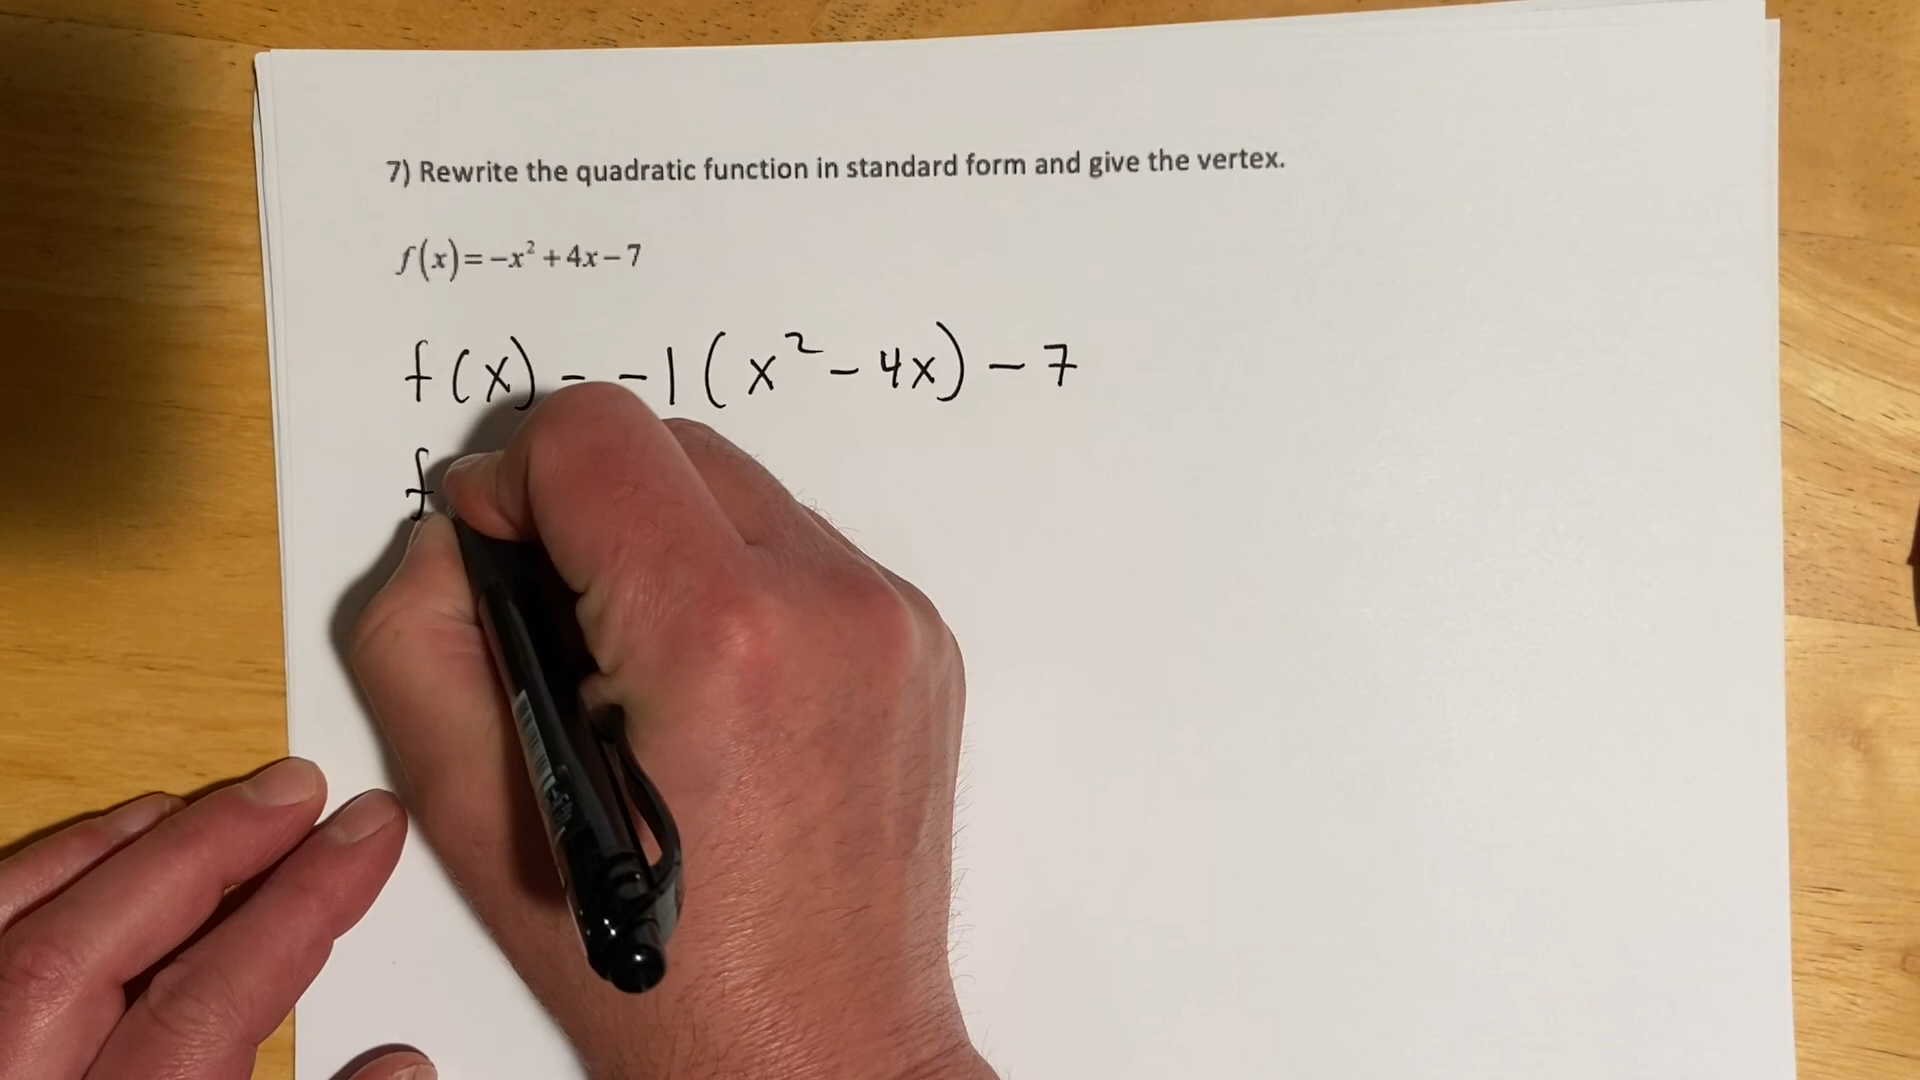 7) Rewrite the quadratic function in standard form and give the vertex.
f(x)=−x²+4x−7
f(x) = -1(x² - 4x) - 7
f